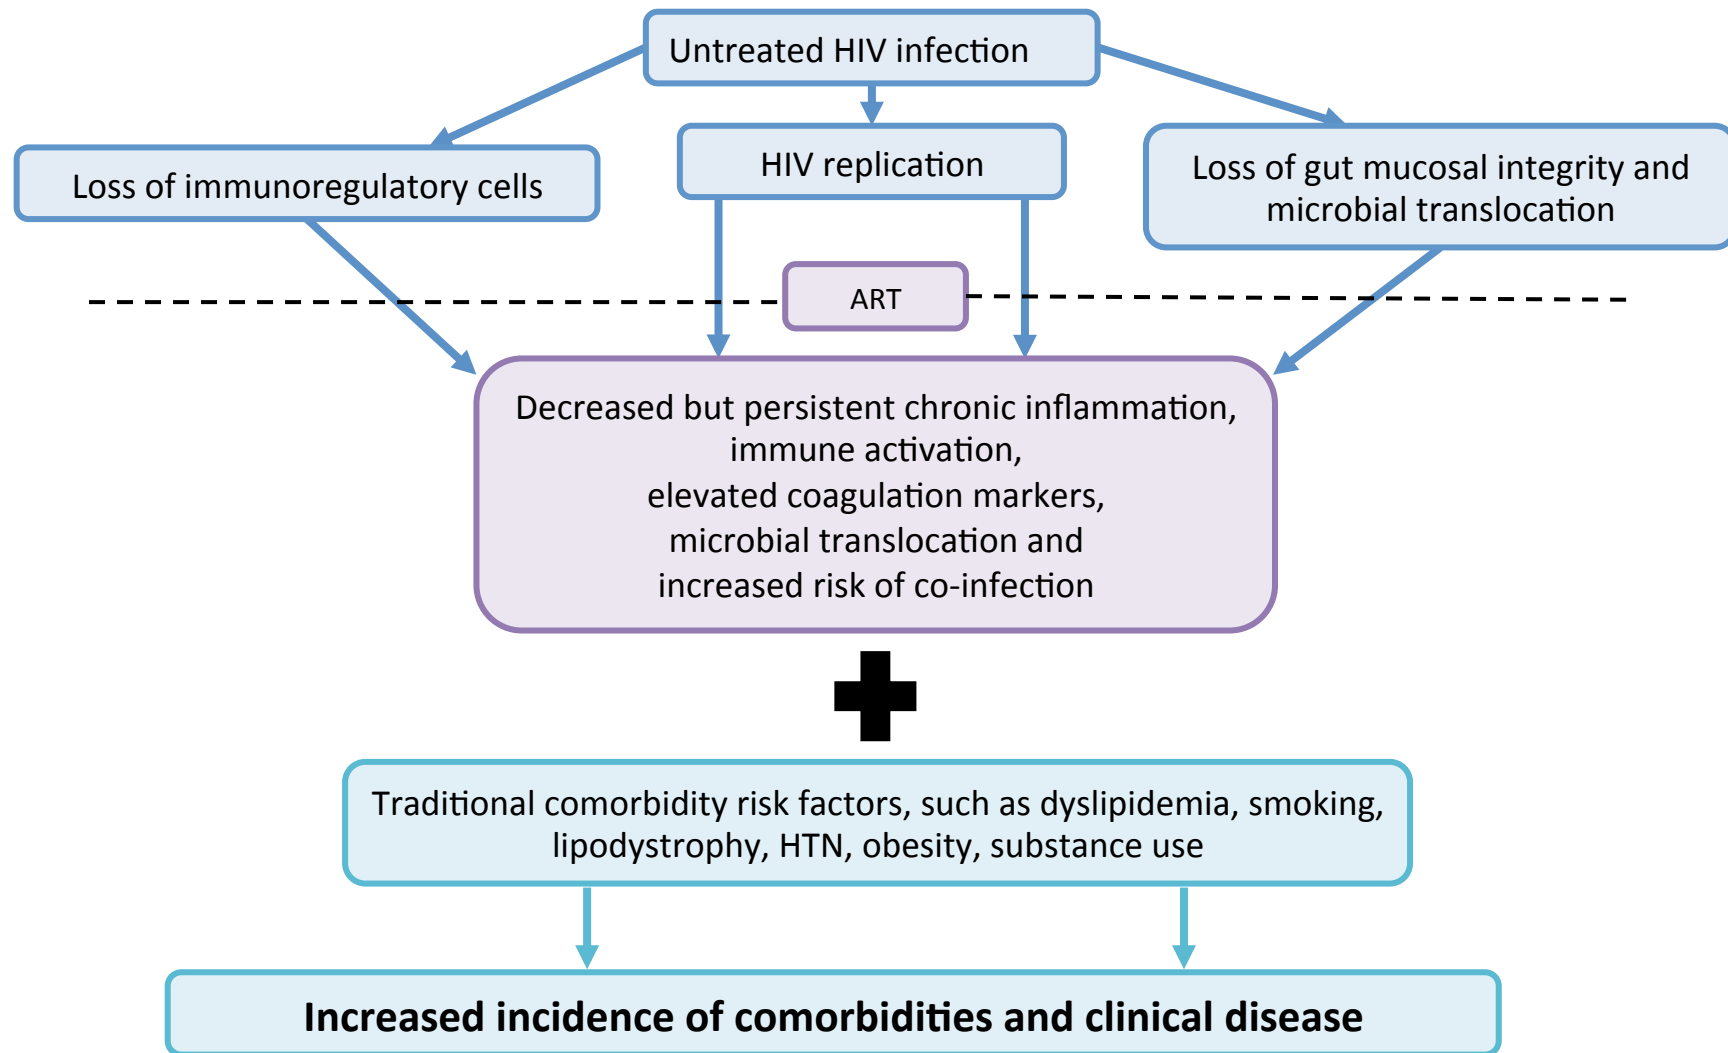 Untreated HIV infection
Loss of immunoregulatory cells
HIV replication
Loss of gut mucosal integrity and
microbial translocation
ART
Decreased but persistent chronic inflammation,
immune activation,
elevated coagulation markers,
microbial translocation and
increased risk of co-infection
Traditional comorbidity risk factors, such as dyslipidemia, smoking,
lipodystrophy, HTN, obesity, substance use
Increased incidence of comorbidities and clinical disease